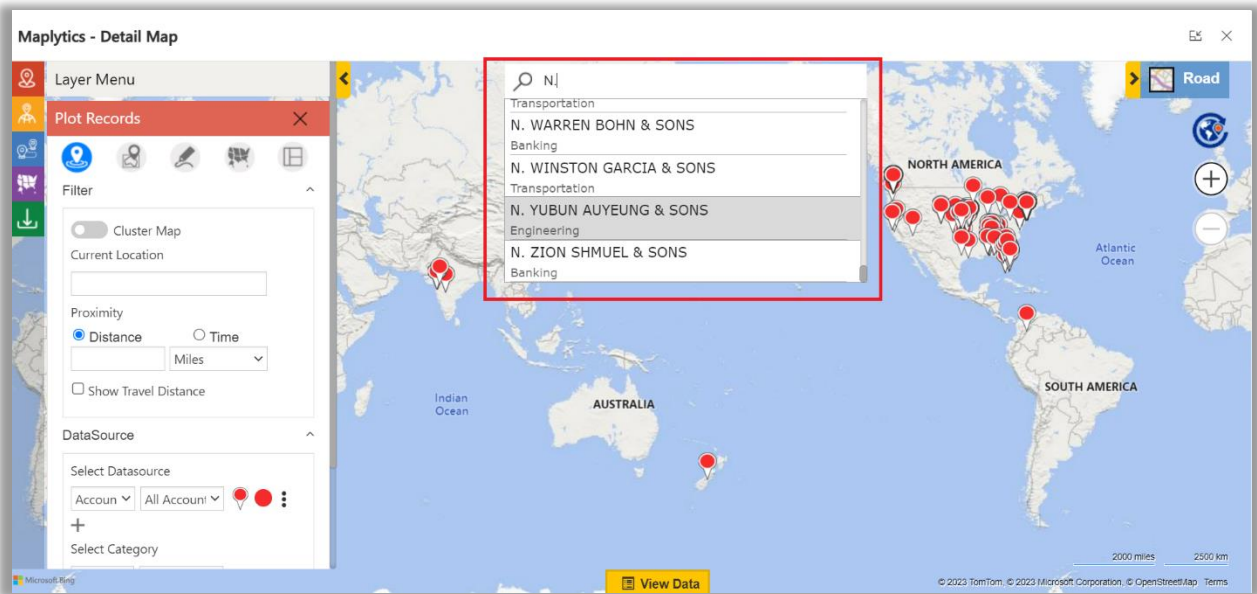 Maplytics - Detail Map
Layer Menu
Plot Records
Filter
Cluster Map
Current Location
Proximity
Distance
Time
Miles
Show Travel Distance
DataSource
Select Datasource
Accoun
All Account
Select Category
N.
Transportation
N. WARREN BOHN & SONS
Banking
N. WINSTON GARCIA & SONS
Transportation
N. YUBUN AUYEUNG & SONS
Engineering
N. ZION SHMUEL & SONS
Banking
Road
NORTH AMERICA
Atlantic
Ocean
SOUTH AMERICA
Indian
Ocean
AUSTRALIA
2000 miles
2500 km
Microsoft Bing
View Data
© 2023 TomTom, © 2023 Microsoft Corporation, © OpenStreetMap Terms